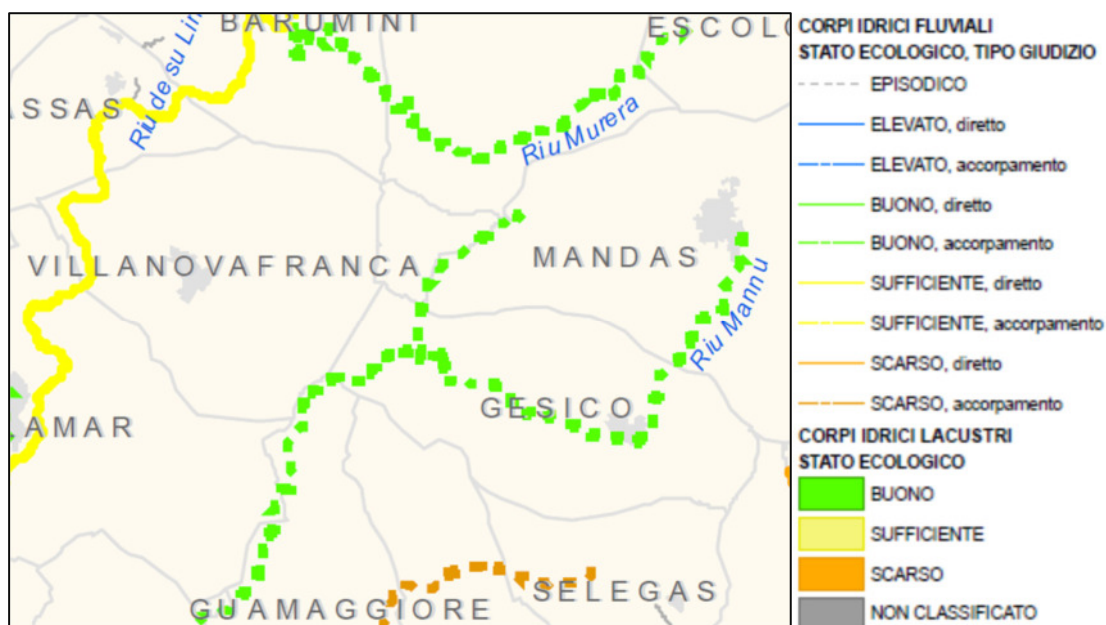 BARUMINI
ESCOLC
ASSAS
Riu de su Lin
Riu Murera
VILLANOVAFRANCA
MANDAS
Riu Mannu
GESICO
AMAR
SELEGAS
GUAMAGGIORE
CORPI IDRICI FLUVIALI
STATO ECOLOGICO, TIPO GIUDIZIO
EPISODICO
ELEVATO, diretto
ELEVATO, accorpamento
BUONO, diretto
BUONO, accorpamento
SUFFICIENTE, diretto
SUFFICIENTE, accorpamento
SCARSO, diretto
SCARSO, accorpamento
CORPI IDRICI LACUSTRI
STATO ECOLOGICO
BUONO
SUFFICIENTE
SCARSO
NON CLASSIFICATO